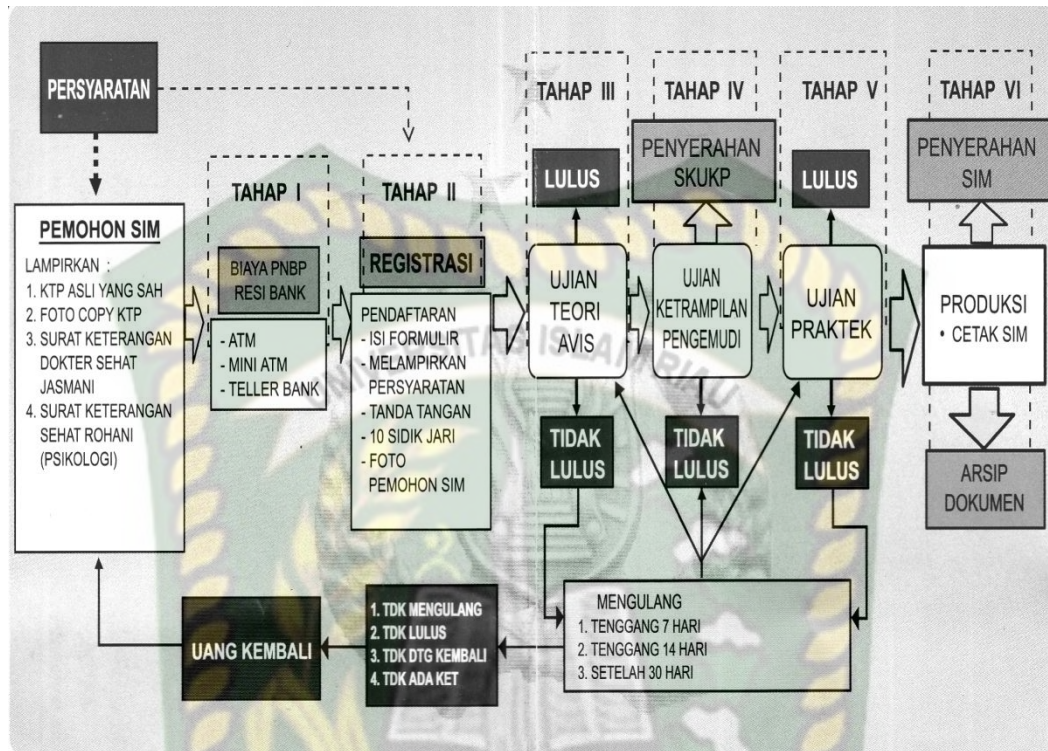 PERSYARATAN
PEMOHON SIM
LAMPIRKAN :
1. KTP ASLI YANG SAH
2. FOTO COPY KTP
3. SURAT KETERANGAN
DOKTER SEHAT
JASMANI
4. SURAT KETERANGAN
SEHAT ROHANI
(PSIKOLOGI)
TAHAP I
BIAYA PNBP
RESI BANK
- ATM
- MINI ATM
- TELLER BANK
TAHAP II
REGISTRASI
PENDAFTARAN
- ISI FORMULIR
- MELAMPIRKAN
PERSYARATAN
- TANDA TANGAN
- 10 SIDIK JARI
- FOTO
PEMOHON SIM
TAHAP III
LULUS
UJIAN
TEORI
AVIS
TIDAK
LULUS
TAHAP IV
PENYERAHAN
SKUKP
UJIAN
KETRAMPILAN
PENGEMUDI
TIDAK
LULUS
TAHAP V
LULUS
UJIAN
PRAKTEK
TIDAK
LULUS
TAHAP VI
PENYERAHAN
SIM
PRODUKSI
• CETAK SIM
ARSIP
DOKUMEN
MENGULANG
1. TENGGANG 7 HARI
2. TENGGANG 14 HARI
3. SETELAH 30 HARI
1. TDK MENGULANG
2. TDK LULUS
3. TDK DTG KEMBALI
4. TDK ADA KET
UANG KEMBALI
UNIVERSITAS ISLAM RIAU